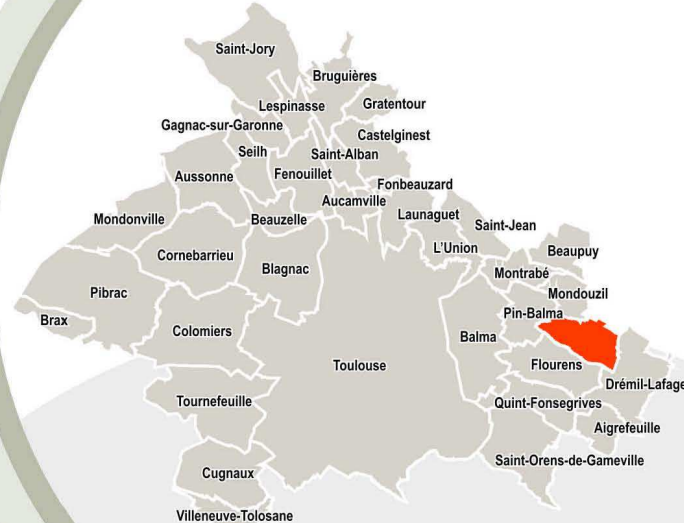 Saint-Jory
Bruguières
Lespinasse
Gratentour
Gagnac-sur-Garonne
Castelginest
Seilh
Saint-Alban
Aussonne
Fenouillet
Fonbeauzard
Aucamville
Launaguet
Mondonville
Beauzelle
Saint-Jean
L'Union
Beaupuy
Cornebarrieu
Blagnac
Montrabé
Pibrac
Mondouzil
Pin-Balma
Brax
Colomiers
Balma
Toulouse
Flourens
Drémil-Lafage
Tournefeuille
Quint-Fonsegrives
Aigrefeuille
Saint-Orens-de-Gameville
Cugnaux
Villeneuve-Tolosane